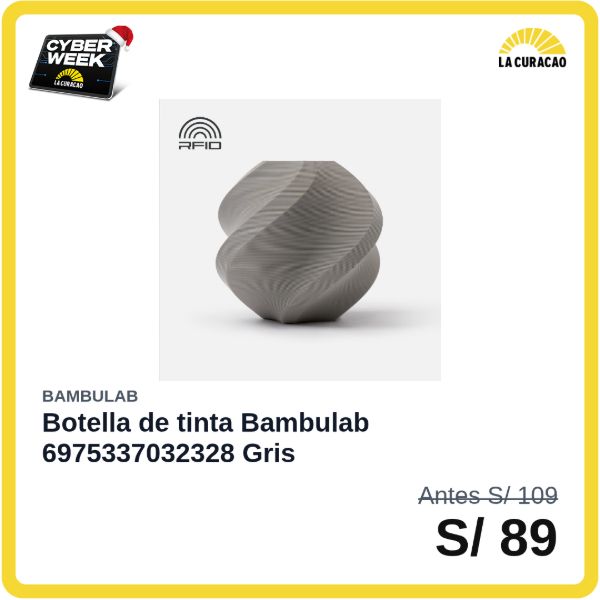 CYBER
WEEK
LA CURACAO
LA CURACAO
RFID
BAMBULAB
Botella de tinta Bambulab
6975337032328 Gris
Antes S/ 109
S/ 89